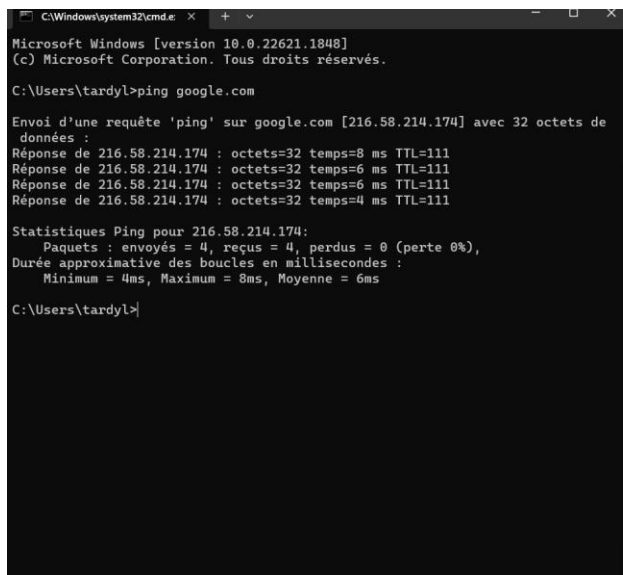 C:\Windows\system32\cmd.e:
Microsoft Windows [version 10.0.22621.1848]
(c) Microsoft Corporation. Tous droits réservés.
C:\Users\tardyl>ping google.com
Envoi d’une requête 'ping' sur google.com [216.58.214.174] avec 32 octets de
données :
Réponse de 216.58.214.174 : octets=32 temps=8 ms TTL=111
Réponse de 216.58.214.174 : octets=32 temps=6 ms TTL=111
Réponse de 216.58.214.174 : octets=32 temps=6 ms TTL=111
Réponse de 216.58.214.174 : octets=32 temps=4 ms TTL=111
Statistiques Ping pour 216.58.214.174:
Paquets : envoyés = 4, reçus = 4, perdus = 0 (perte 0%),
Durée approximative des boucles en millisecondes :
Minimum = 4ms, Maximum = 8ms, Moyenne = 6ms
C:\Users\tardyl>